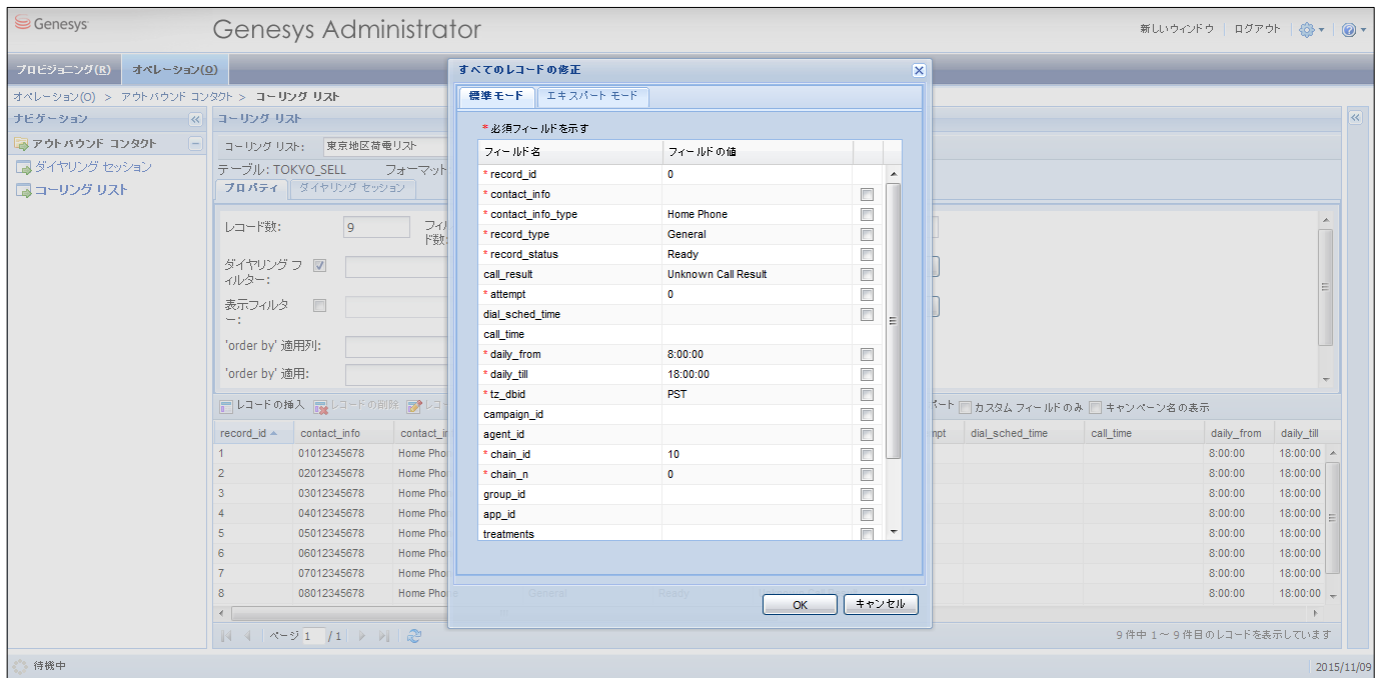 Genesys
Genesys Administrator
新しいウィンドウ ログアウト
プロビジョニング(R) オペレーション(O)
オペレーション(O) > アウトバウンド コンタクト > コーリング リスト
ナビゲーション
アウトバウンド コンタクト
ダイヤリング セッション
コーリング リスト
コーリング リスト
コーリング リスト: 東京地区荷電リスト
テーブル: TOKYO_SELL フォーマット
プロパティ ダイヤリング セッション
レコード数: 9
ド数:
ダイヤリング フィルター:
表示フィルター:
'order by' 適用列:
'order by' 適用:
レコードの挿入 レコードの削除
カスタム フィールドのみ キャンペーン名の表示
record_id contact_info dial_sched_time call_time daily_from daily_till
1 01012345678 Home Pho 8:00:00 18:00:00
2 02012345678 Home Pho 8:00:00 18:00:00
3 03012345678 Home Pho 8:00:00 18:00:00
4 04012345678 Home Pho 8:00:00 18:00:00
5 05012345678 Home Pho 8:00:00 18:00:00
6 06012345678 Home Pho 8:00:00 18:00:00
7 07012345678 Home Pho 8:00:00 18:00:00
8 08012345678 Home Pho General Ready 8:00:00 18:00:00
ページ 1 / 1
9 件中 1 ～ 9 件目のレコードを表示しています
待機中
2015/11/09
すべてのレコードの修正
標準モード エキスパート モード
* 必須フィールドを示す
フィールド名 フィールドの値
* record_id 0
* contact_info
* contact_info_type Home Phone
* record_type General
* record_status Ready
call_result Unknown Call Result
* attempt 0
dial_sched_time
call_time
* daily_from 8:00:00
* daily_till 18:00:00
* tz_dbid PST
campaign_id
agent_id
* chain_id 10
* chain_n 0
group_id
app_id
treatments
OK キャンセル